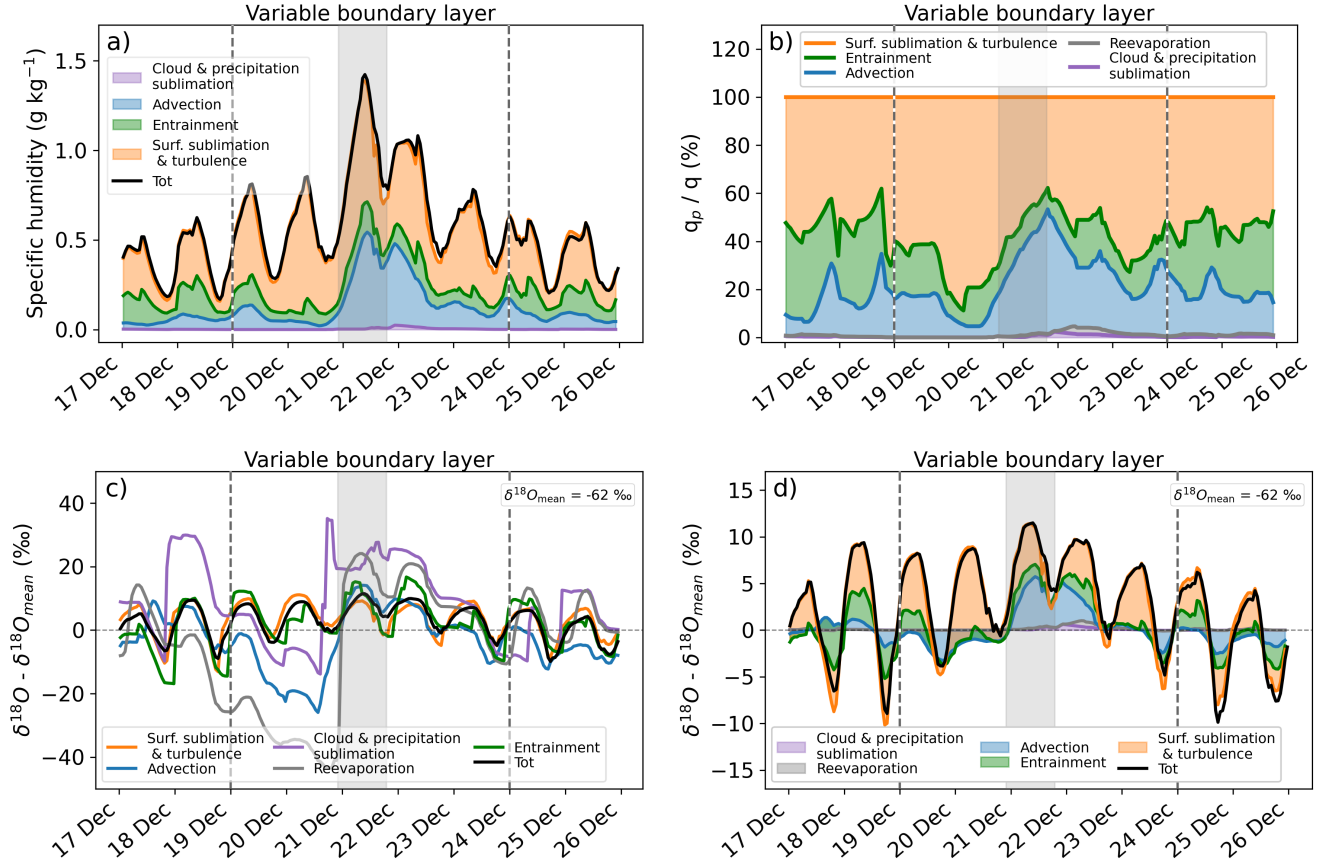 Variable boundary layer
a)
Specific humidity (g kg⁻¹)
1.5
1.0
0.5
0.0
Cloud & precipitation
sublimation
Advection
Entrainment
Surf. sublimation
& turbulence
Tot
17 Dec
18 Dec
19 Dec
20 Dec
21 Dec
22 Dec
23 Dec
24 Dec
25 Dec
26 Dec
Variable boundary layer
b)
qₚ / q (%)
120
100
80
60
40
20
0
Surf. sublimation & turbulence
Entrainment
Advection
Reevaporation
Cloud & precipitation
sublimation
17 Dec
18 Dec
19 Dec
20 Dec
21 Dec
22 Dec
23 Dec
24 Dec
25 Dec
26 Dec
Variable boundary layer
c)
δ¹⁸O_mean = -62 ‰
δ¹⁸O - δ¹⁸O_mean (‰)
40
20
0
−20
−40
Surf. sublimation
& turbulence
Advection
Cloud & precipitation
sublimation
Reevaporation
Entrainment
Tot
17 Dec
18 Dec
19 Dec
20 Dec
21 Dec
22 Dec
23 Dec
24 Dec
25 Dec
26 Dec
Variable boundary layer
d)
δ¹⁸O_mean = -62 ‰
δ¹⁸O - δ¹⁸O_mean (‰)
15
10
5
0
−5
−10
−15
Cloud & precipitation
sublimation
Reevaporation
Advection
Entrainment
Surf. sublimation
& turbulence
Tot
17 Dec
18 Dec
19 Dec
20 Dec
21 Dec
22 Dec
23 Dec
24 Dec
25 Dec
26 Dec